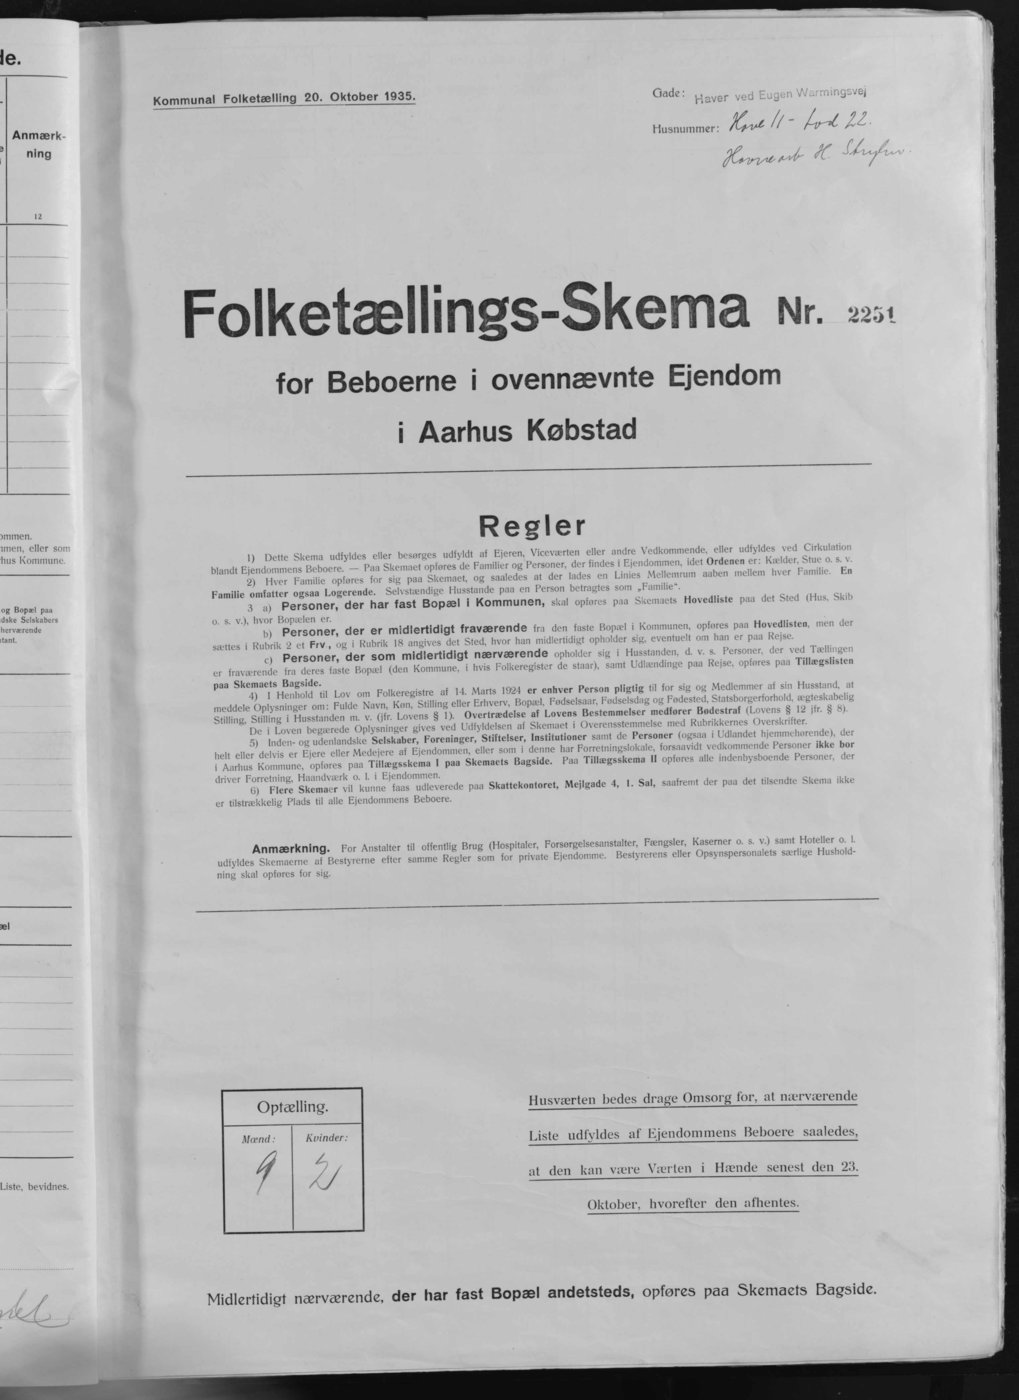 de.
Anmærk-
ning
12
ommen.
mmen, eller som
hus Kommune.
og Bopæl paa
dske Selskabers
herværende
tant.
æl
Liste, bevidnes.
Kommunal Folketælling 20. Oktober 1935.
Gade: Haver ved Eugen Warmingsvej
Husnummer: Have 11 - Lod 22.
Havnearb H.
Folketællings-Skema Nr. 2251
for Beboerne i ovennævnte Ejendom
i Aarhus Købstad
Regler
1) Dette Skema udfyldes eller besørges udfyldt af Ejeren, Viceværten eller andre Vedkommende, eller udfyldes ved Cirkulation
blandt Ejendommens Beboere. — Paa Skemaet opføres de Familier og Personer, der findes i Ejendommen, idet Ordenen er: Kælder, Stue o. s. v.
2) Hver Familie opføres for sig paa Skemaet, og saaledes at der lades en Linies Mellemrum aaben mellem hver Familie. En
Familie omfatter ogsaa Logerende. Selvstændige Husstande paa en Person betragtes som „Familie“.
3 a) Personer, der har fast Bopæl i Kommunen, skal opføres paa Skemaets Hovedliste paa det Sted (Hus, Skib
o. s. v.), hvor Bopælen er.
b) Personer, der er midlertidigt fraværende fra den faste Bopæl i Kommunen, opføres paa Hovedlisten, men der
sættes i Rubrik 2 et Frv., og i Rubrik 18 angives det Sted, hvor han midlertidigt opholder sig, eventuelt om han er paa Rejse.
c) Personer, der som midlertidigt nærværende opholder sig i Husstanden, d. v. s. Personer, der ved Tællingen
er fraværende fra deres faste Bopæl (den Kommune, i hvis Folkeregister de staar), samt Udlændinge paa Rejse, opføres paa Tillægslisten
paa Skemaets Bagside.
4) I Henhold til Lov om Folkeregistre af 14. Marts 1924 er enhver Person pligtig til for sig og Medlemmer af sin Husstand, at
meddele Oplysninger om: Fulde Navn, Køn, Stilling eller Erhverv, Bopæl, Fødselsaar, Fødselsdag og Fødested, Statsborgerforhold, ægteskabelig
Stilling, Stilling i Husstanden m. v. (jfr. Lovens § 1). Overtrædelse af Lovens Bestemmelser medfører Bødestraf (Lovens § 12 jfr. § 8).
De i Loven begærede Oplysninger gives ved Udfyldelsen af Skemaet i Overensstemmelse med Rubrikkernes Overskrifter.
5) Inden- og udenlandske Selskaber, Foreninger, Stiftelser, Institutioner samt de Personer (ogsaa i Udlandet hjemmehørende), der
helt eller delvis er Ejere eller Medejere af Ejendommen, eller som i denne har Forretningslokale, forsaavidt vedkommende Personer ikke bor
i Aarhus Kommune, opføres paa Tillægsskema I paa Skemaets Bagside. Paa Tillægsskema II opføres alle indenbysboende Personer, der
driver Forretning, Haandværk o. l. i Ejendommen.
6) Flere Skemaer vil kunne faas udleverede paa Skattekontoret, Mejlgade 4, 1. Sal, saafremt der paa det tilsendte Skema ikke
er tilstrækkelig Plads til alle Ejendommens Beboere.
Anmærkning. For Anstalter til offentlig Brug (Hospitaler, Forsørgelsesanstalter, Fængsler, Kaserner o. s. v.) samt Hoteller o. l.
udfyldes Skemaerne af Bestyrerne efter samme Regler som for private Ejendomme. Bestyrerens eller Opsynspersonalets særlige Hushold-
ning skal opføres for sig.
Optælling.
Mænd: Kvinder:
9 2
Husværten bedes drage Omsorg for, at nærværende
Liste udfyldes af Ejendommens Beboere saaledes,
at den kan være Værten i Hænde senest den 23.
Oktober, hvorefter den afhentes.
Midlertidigt nærværende, der har fast Bopæl andetsteds, opføres paa Skemaets Bagside.